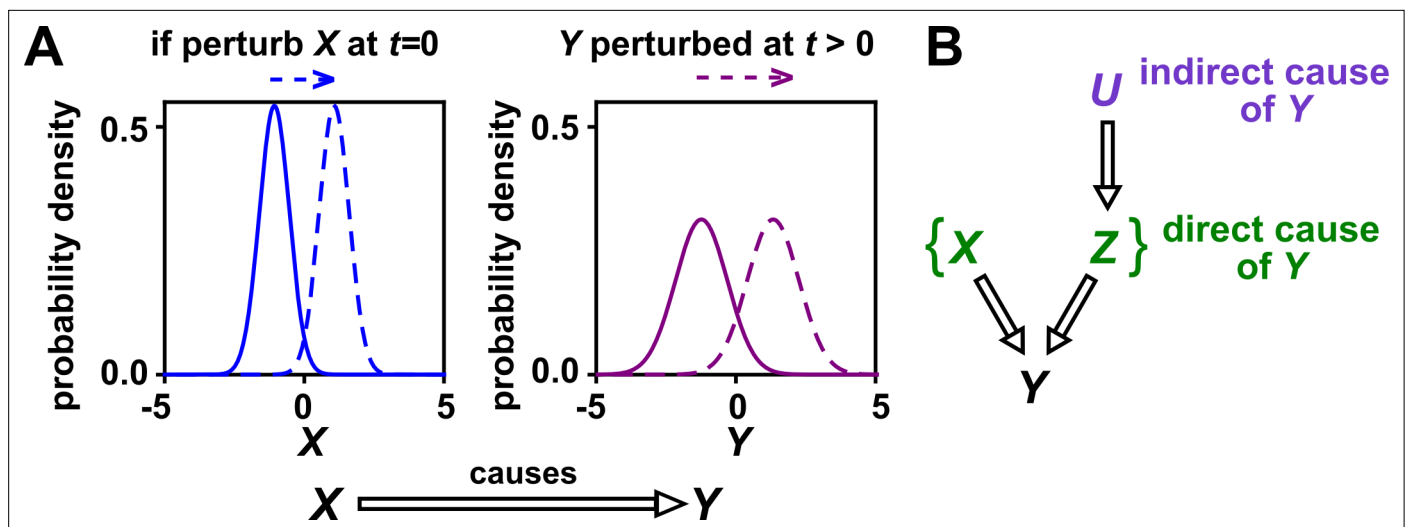 A
if perturb X at t=0
probability density
0.5
0.0
-5
0
5
X
Y perturbed at t > 0
probability density
0.5
0.0
-5
0
5
Y
causes
X
Y
B
U
indirect cause
of Y
{X
Z}
direct cause
of Y
Y